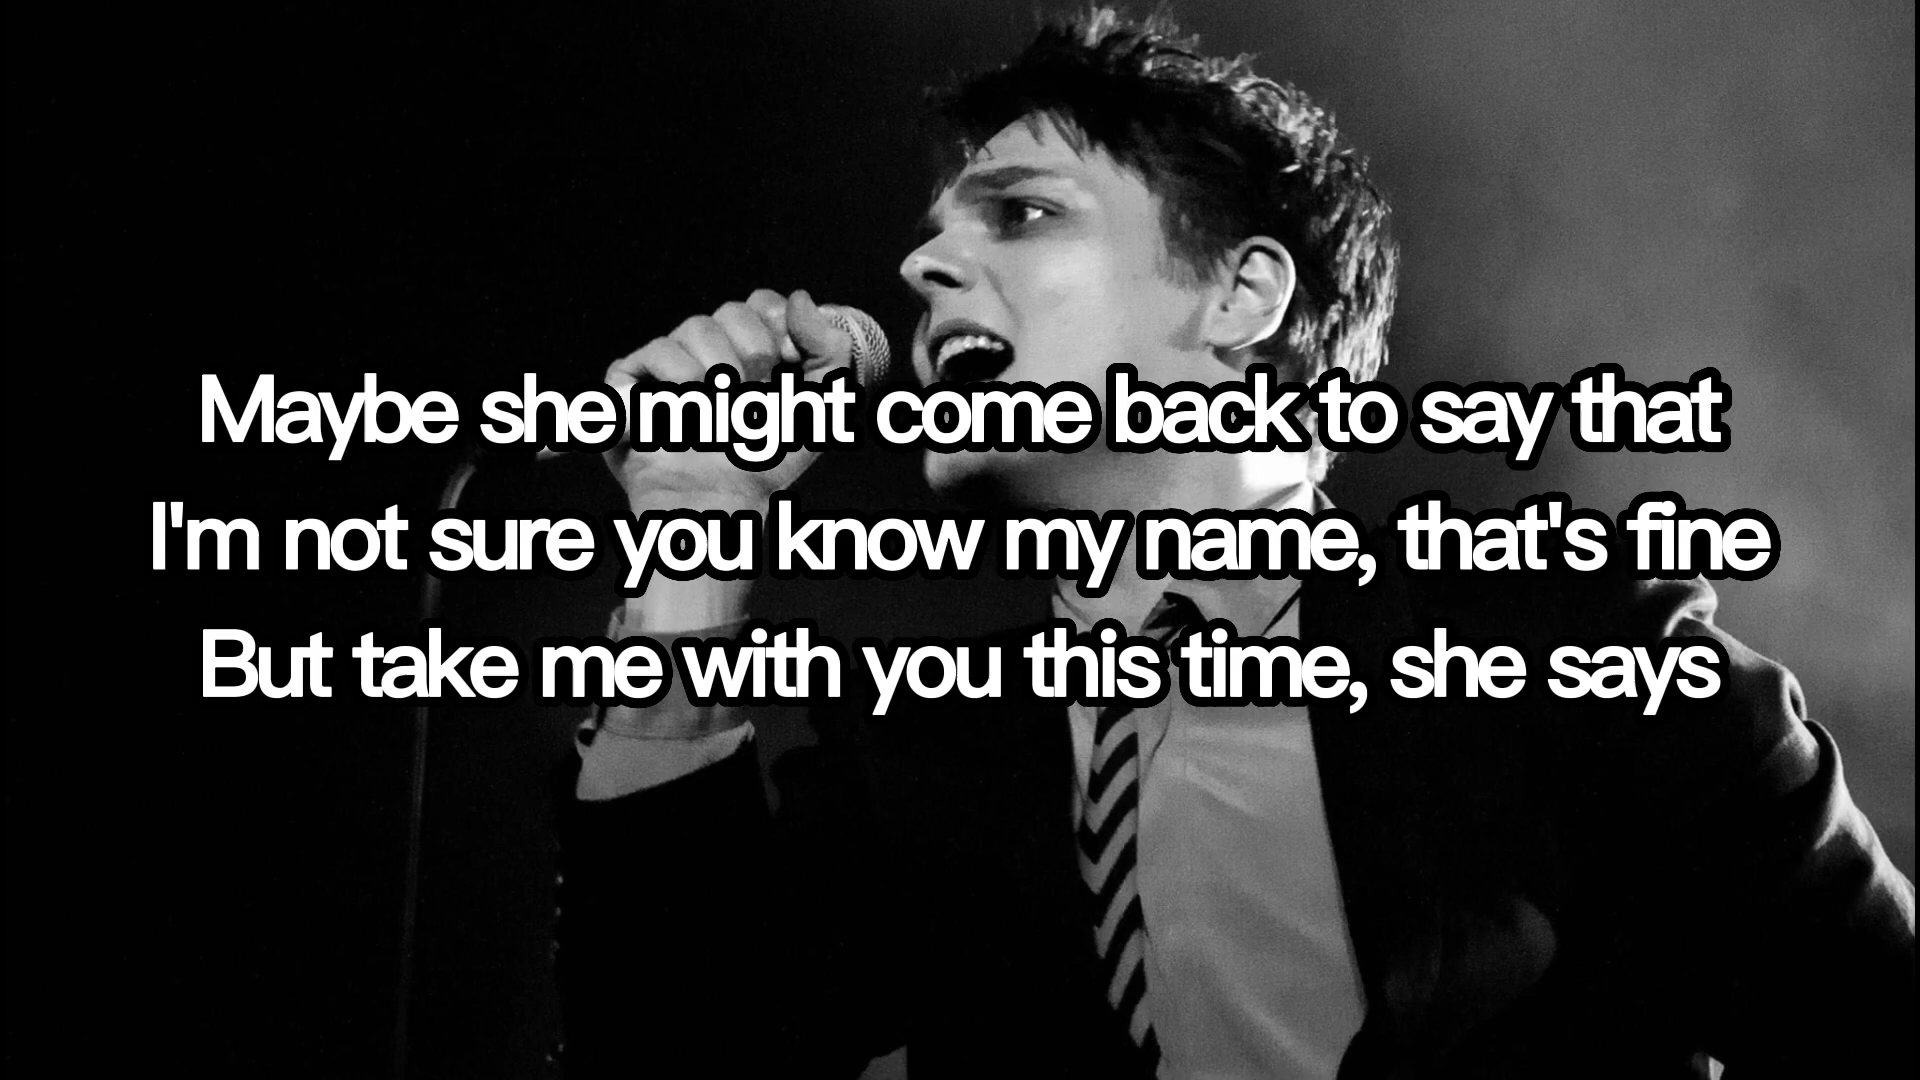 Maybe she might come back to say that
I'm not sure you know my name, that's fine
But take me with you this time, she says